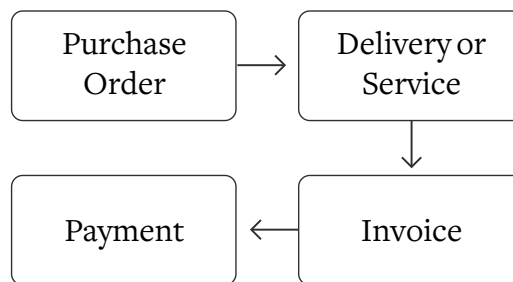 Purchase
Order
Delivery or
Service
Invoice
Payment